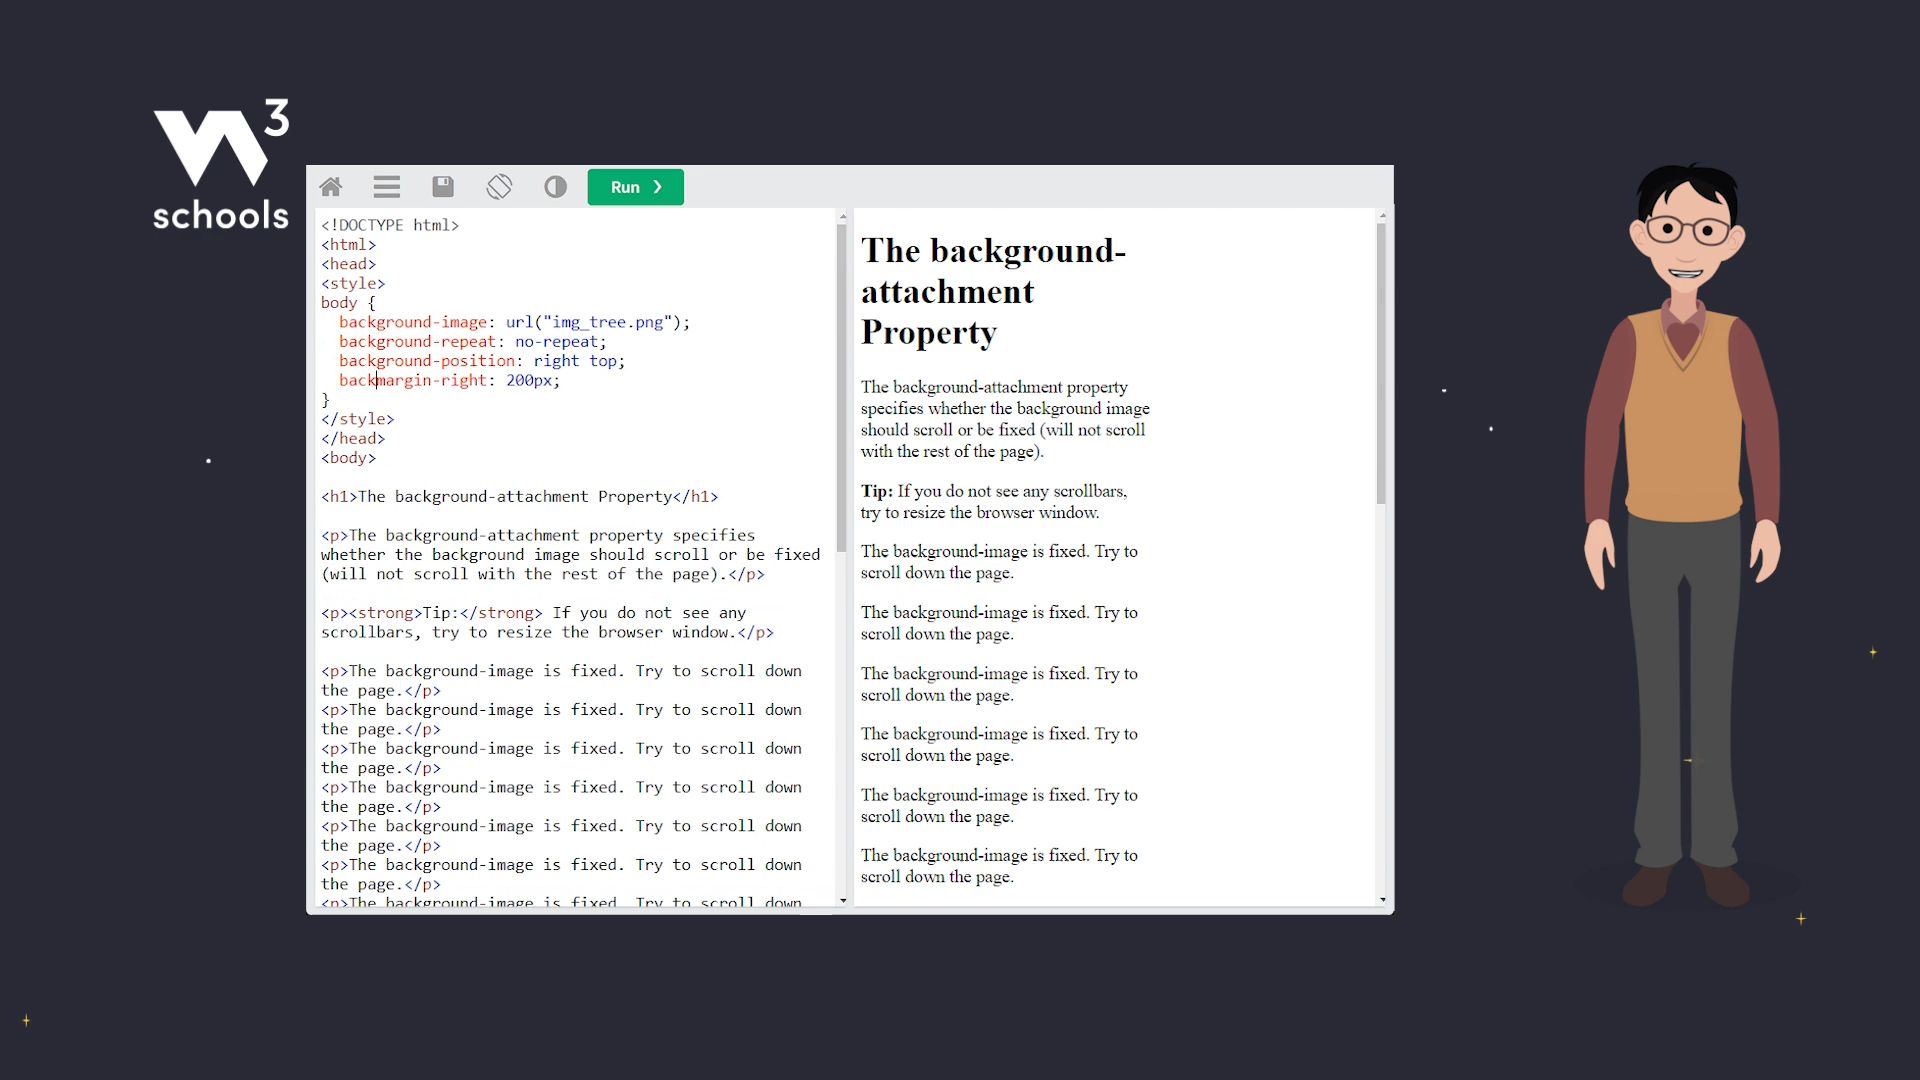 W3
schools
Run ❯
<!DOCTYPE html>
<html>
<head>
<style>
body {
  background-image: url("img_tree.png");
  background-repeat: no-repeat;
  background-position: right top;
  backmargin-right: 200px;
}
</style>
</head>
<body>
<h1>The background-attachment Property</h1>
<p>The background-attachment property specifies
whether the background image should scroll or be fixed
(will not scroll with the rest of the page).</p>
<p><strong>Tip:</strong> If you do not see any
scrollbars, try to resize the browser window.</p>
<p>The background-image is fixed. Try to scroll down
the page.</p>
<p>The background-image is fixed. Try to scroll down
the page.</p>
<p>The background-image is fixed. Try to scroll down
the page.</p>
<p>The background-image is fixed. Try to scroll down
the page.</p>
<p>The background-image is fixed. Try to scroll down
the page.</p>
<p>The background-image is fixed. Try to scroll down
the page.</p>
<p>The background-image is fixed. Try to scroll down
The background-
attachment
Property
The background-attachment property
specifies whether the background image
should scroll or be fixed (will not scroll
with the rest of the page).
Tip: If you do not see any scrollbars,
try to resize the browser window.
The background-image is fixed. Try to
scroll down the page.
The background-image is fixed. Try to
scroll down the page.
The background-image is fixed. Try to
scroll down the page.
The background-image is fixed. Try to
scroll down the page.
The background-image is fixed. Try to
scroll down the page.
The background-image is fixed. Try to
scroll down the page.